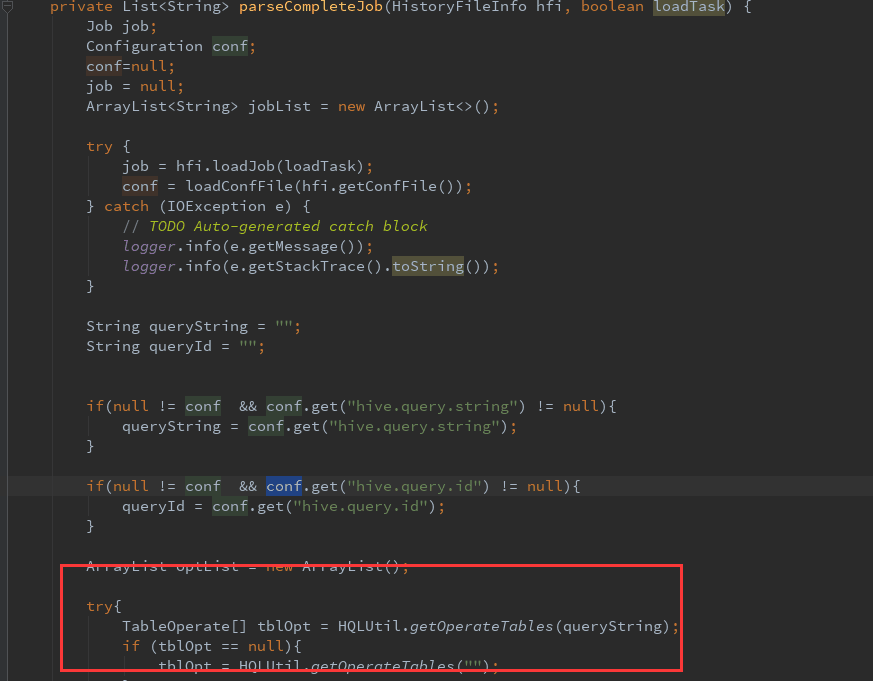 private List<String> parseCompleteJob(HistoryFileInfo hfi, boolean loadTask) {
Job job;
Configuration conf;
conf=null;
job = null;
ArrayList<String> jobList = new ArrayList<>();
try {
job = hfi.loadJob(loadTask);
conf = loadConfFile(hfi.getConfFile());
} catch (IOException e) {
// TODO Auto-generated catch block
logger.info(e.getMessage());
logger.info(e.getStackTrace().toString());
}
String queryString = "";
String queryId = "";
if(null != conf  && conf.get("hive.query.string") != null){
queryString = conf.get("hive.query.string");
}
if(null != conf  && conf.get("hive.query.id") != null){
queryId = conf.get("hive.query.id");
}
ArrayList optList = new ArrayList();
try{
TableOperate[] tblOpt = HQLUtil.getOperateTables(queryString);
if (tblOpt == null){
tblOpt = HQLUtil.getOperateTables("");